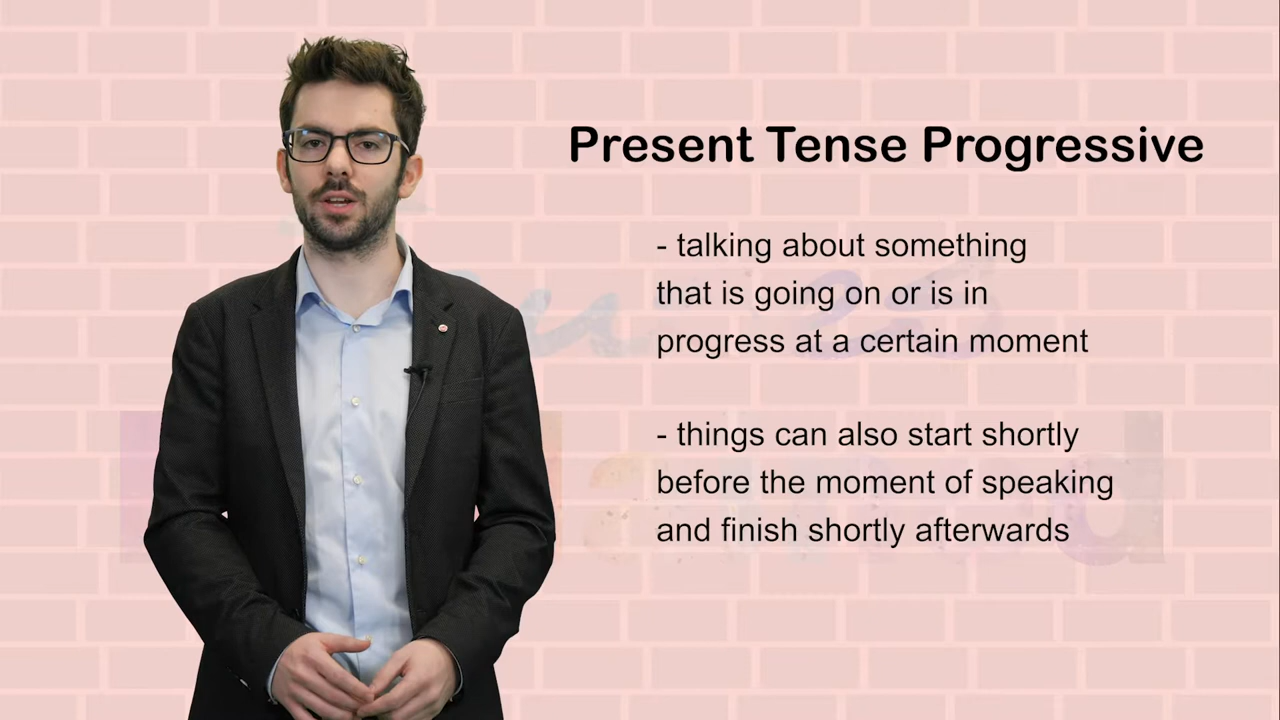 Present Tense Progressive
- talking about something
that is going on or is in
progress at a certain moment
- things can also start shortly
before the moment of speaking
and finish shortly afterwards